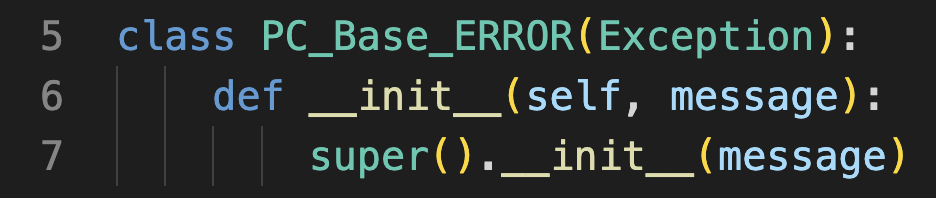 5 class PC_Base_ERROR(Exception):
6 def __init__(self, message):
7 super().__init__(message)